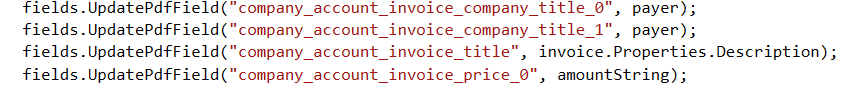 fields.UpdatePdfField("company_account_invoice_company_title_0", payer);
fields.UpdatePdfField("company_account_invoice_company_title_1", payer);
fields.UpdatePdfField("company_account_invoice_title", invoice.Properties.Description);
fields.UpdatePdfField("company_account_invoice_price_0", amountString);